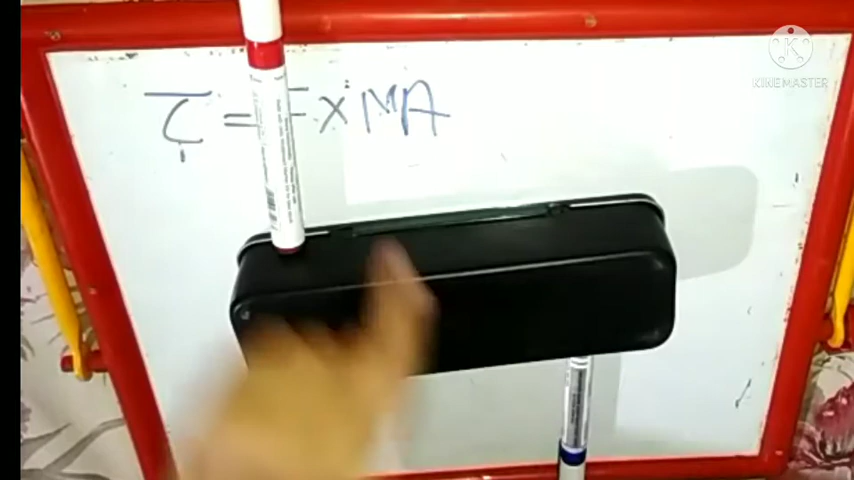 τ = F x MA
KINEMASTER